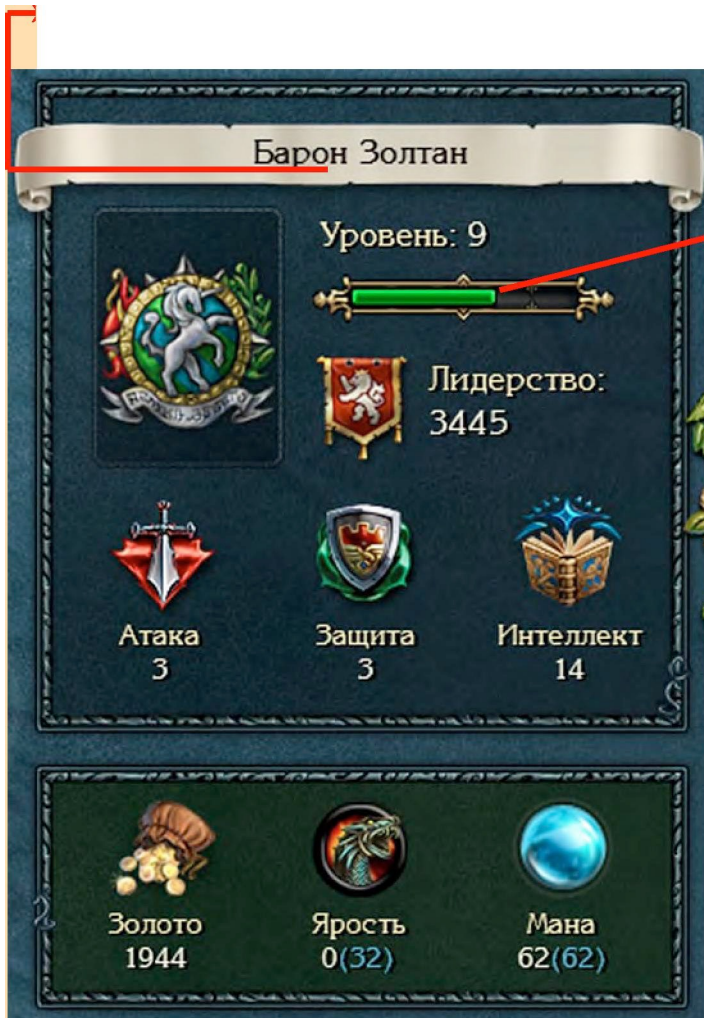 Барон Золтан
Уровень: 9
Лидерство:
3445
Атака
3
Защита
3
Интеллект
14
Золото
1944
Ярость
0(32)
Мана
62(62)